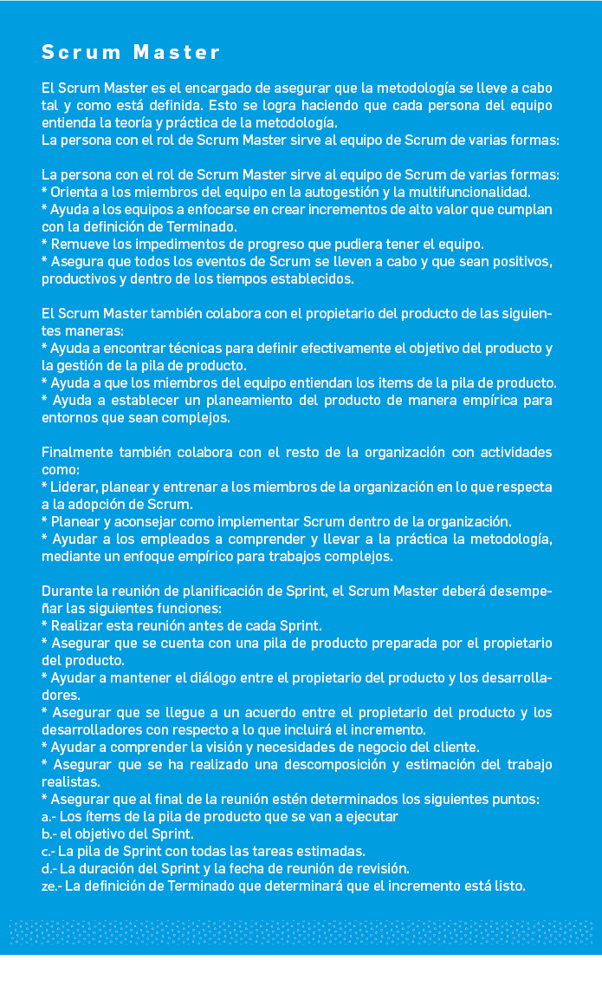 Scrum Master
El Scrum Master es el encargado de asegurar que la metodología se lleve a cabo
tal y como está definida. Esto se logra haciendo que cada persona del equipo
entienda la teoría y práctica de la metodología.
La persona con el rol de Scrum Master sirve al equipo de Scrum de varias formas:
La persona con el rol de Scrum Master sirve al equipo de Scrum de varias formas:
* Orienta a los miembros del equipo en la autogestión y la multifuncionalidad.
* Ayuda a los equipos a enfocarse en crear incrementos de alto valor que cumplan
con la definición de Terminado.
* Remueve los impedimentos de progreso que pudiera tener el equipo.
* Asegura que todos los eventos de Scrum se lleven a cabo y que sean positivos,
productivos y dentro de los tiempos establecidos.
El Scrum Master también colabora con el propietario del producto de las siguien-
tes maneras:
* Ayuda a encontrar técnicas para definir efectivamente el objetivo del producto y
la gestión de la pila de producto.
* Ayuda a que los miembros del equipo entiendan los items de la pila de producto.
* Ayuda a establecer un planeamiento del producto de manera empírica para
entornos que sean complejos.
Finalmente también colabora con el resto de la organización con actividades
como:
* Liderar, planear y entrenar a los miembros de la organización en lo que respecta
a la adopción de Scrum.
* Planear y aconsejar como implementar Scrum dentro de la organización.
* Ayudar a los empleados a comprender y llevar a la práctica la metodología,
mediante un enfoque empírico para trabajos complejos.
Durante la reunión de planificación de Sprint, el Scrum Master deberá desempe-
ñar las siguientes funciones:
* Realizar esta reunión antes de cada Sprint.
* Asegurar que se cuenta con una pila de producto preparada por el propietario
del producto.
* Ayudar a mantener el diálogo entre el propietario del producto y los desarrolla-
dores.
* Asegurar que se llegue a un acuerdo entre el propietario del producto y los
desarrolladores con respecto a lo que incluirá el incremento.
* Ayudar a comprender la visión y necesidades de negocio del cliente.
* Asegurar que se ha realizado una descomposición y estimación del trabajo
realistas.
* Asegurar que al final de la reunión estén determinados los siguientes puntos:
a.- Los ítems de la pila de producto que se van a ejecutar
b.- el objetivo del Sprint.
c.- La pila de Sprint con todas las tareas estimadas.
d.- La duración del Sprint y la fecha de reunión de revisión.
ze.- La definición de Terminado que determinará que el incremento está listo.